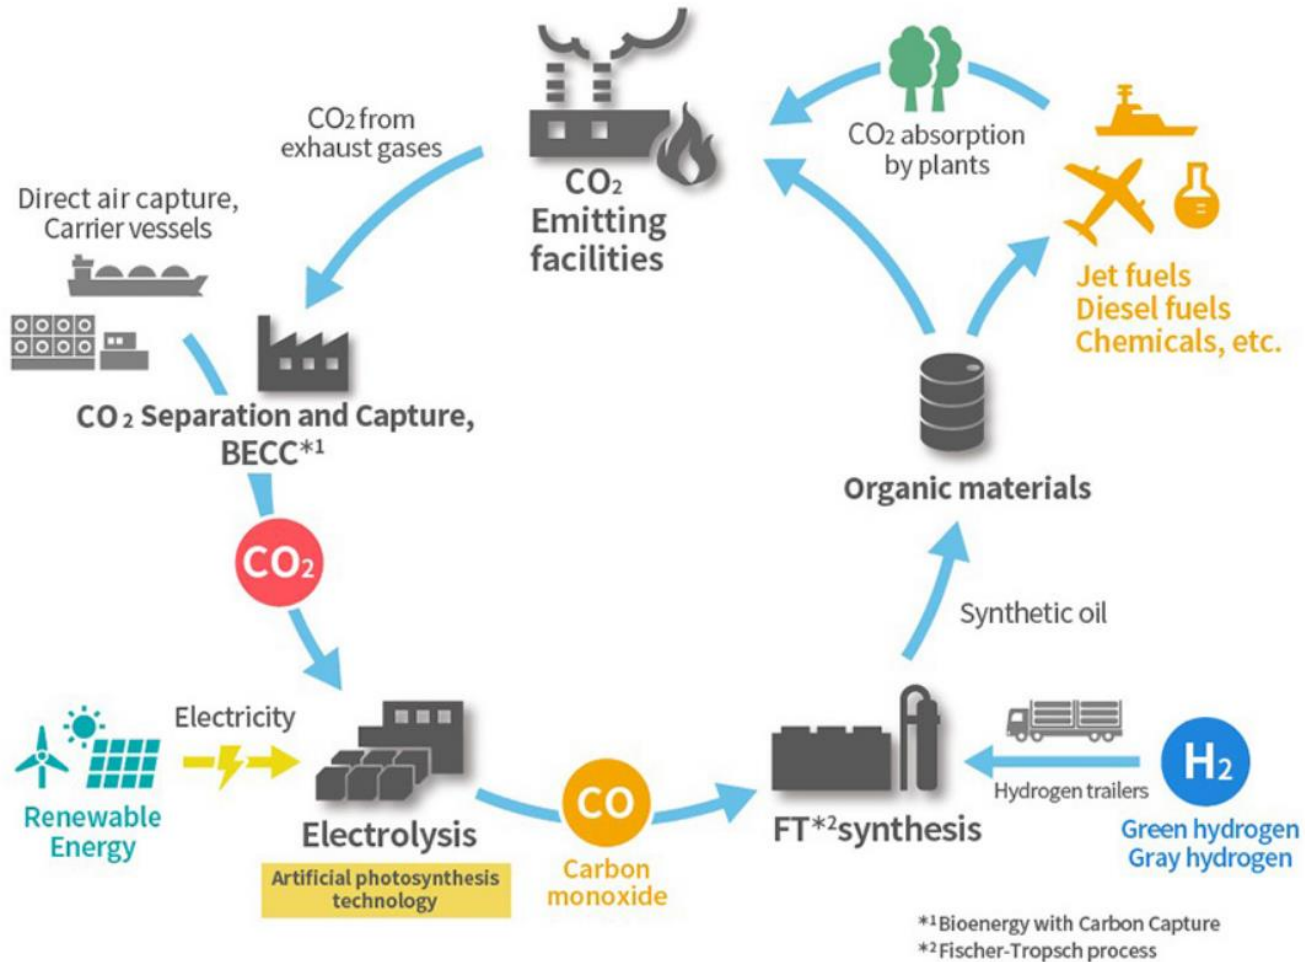 CO₂ from
exhaust gases
CO₂
Emitting
facilities
CO₂ absorption
by plants
Direct air capture,
Carrier vessels
Jet fuels
Diesel fuels
Chemicals, etc.
CO₂ Separation and Capture,
BECC*1
Organic materials
CO₂
Synthetic oil
Electricity
Renewable
Energy
Electrolysis
Artificial photosynthesis
technology
CO
Carbon
monoxide
FT*2synthesis
Hydrogen trailers
H₂
Green hydrogen
Gray hydrogen
*1Bioenergy with Carbon Capture
*2Fischer-Tropsch process